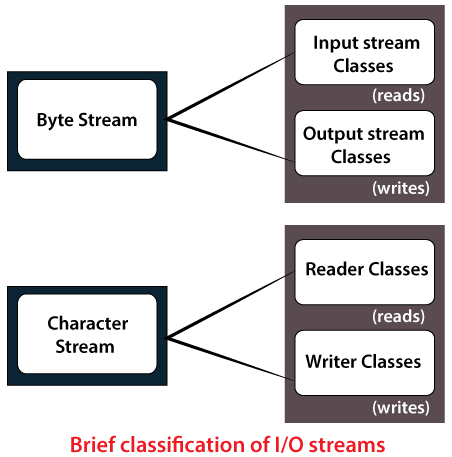 Byte Stream
Input stream
Classes
(reads)
Output stream
Classes
(writes)
Character
Stream
Reader Classes
(reads)
Writer Classes
(writes)
Brief classification of I/O streams